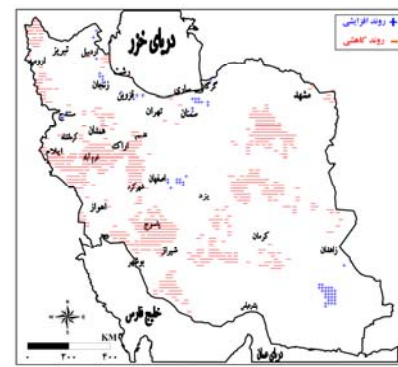 + روند افزایشی
− روند کاهشی
دریای خزر
تبریز
اردبیل
ارومیه
رشت
زنجان
قزوین
گرگان
ساری
مشهد
تهران
سمنان
سنندج
همدان
کرمانشاه
اراک
قم
ایلام
خرم آباد
اصفهان
شهرکرد
یزد
اهواز
یاسوج
شیراز
کرمان
زاهدان
بوشهر
بندرعباس
خلیج فارس
دریای عمان
KM
۰ ۲۰۰ ۴۰۰